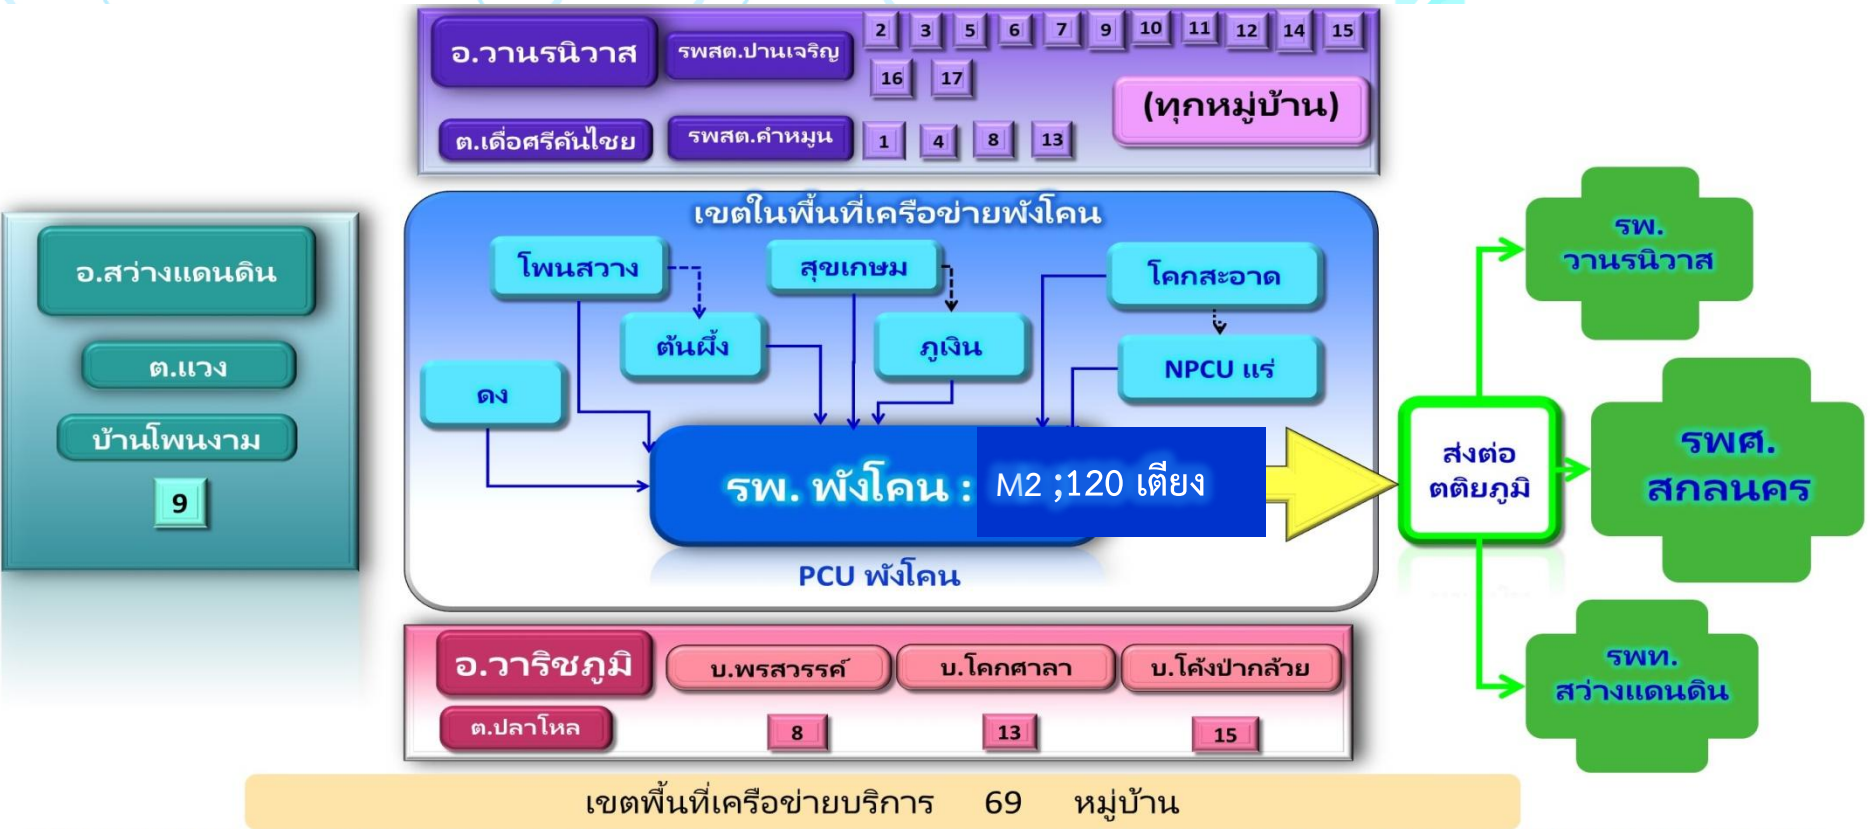 อ.วานรนิวาส
รพสต.ปานเจริญ
2 3 5 6 7 9 10 11 12 14 15
16 17
(ทุกหมู่บ้าน)
ต.เดื่อศรีคันไชย
รพสต.คำหมูน
1 4 8 13
อ.สว่างแดนดิน
ต.แวง
บ้านโพนงาม
9
เขตในพื้นที่เครือข่ายพังโคน
โพนสวาง
สุขเกษม
โคกสะอาด
ต้นผึ้ง
ภูเงิน
NPCU แร่
ดง
รพ. พังโคน : M2 ;120 เตียง
PCU พังโคน
ส่งต่อ
ตติยภูมิ
รพ.
วานรนิวาส
รพศ.
สกลนคร
รพท.
สว่างแดนดิน
อ.วาริชภูมิ
บ.พรสวรรค์
บ.โคกศาลา
บ.โค้งป่ากล้วย
ต.ปลาโหล
8
13
15
เขตพื้นที่เครือข่ายบริการ 69 หมู่บ้าน